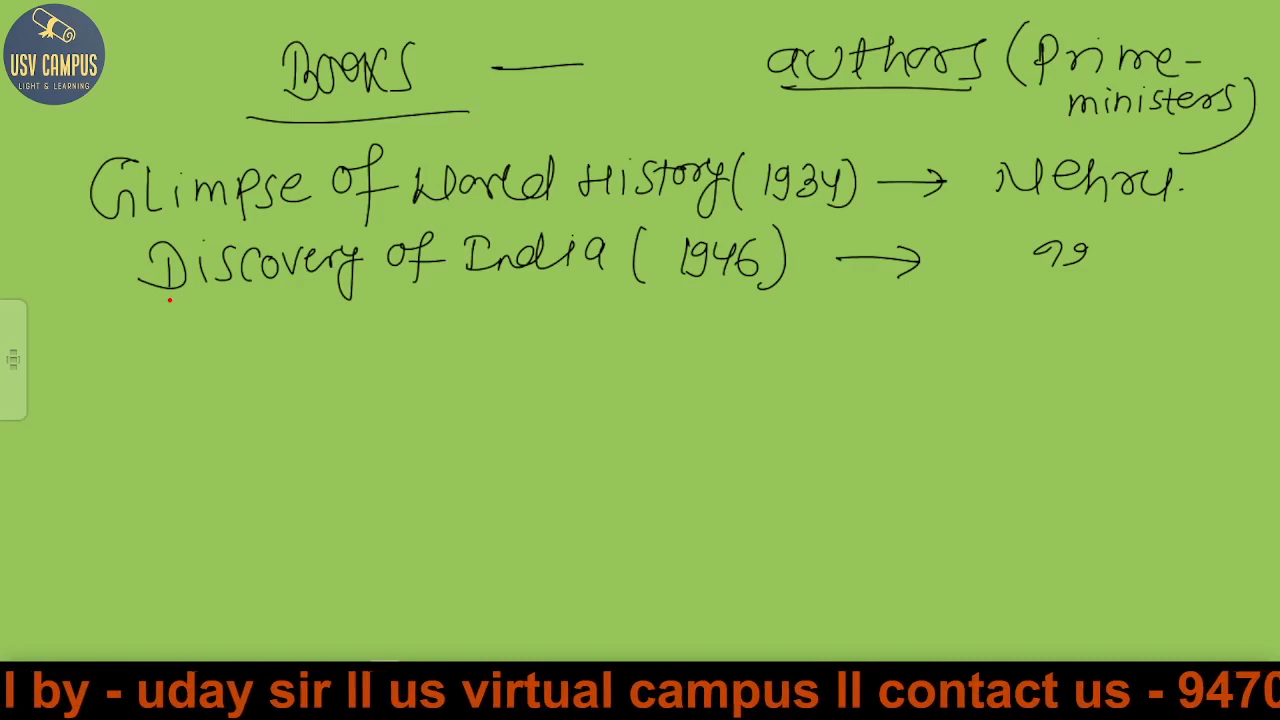 USV CAMPUS
LIGHT & LEARNING
BOOKS — authors (Prime-
ministers)
Glimpse of World History (1934) → Nehru.
Discovery of India (1946) → ,,
l by - uday sir ll us virtual campus ll contact us - 9470